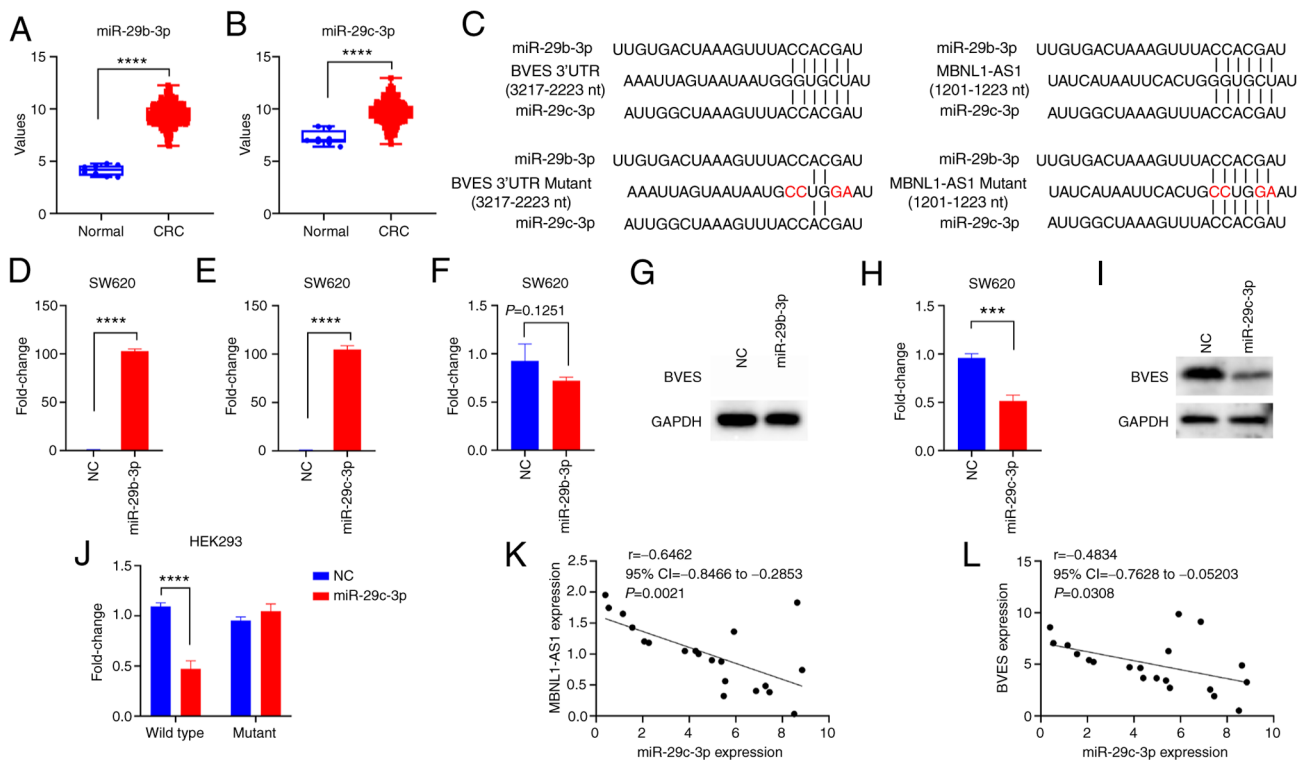 A
miR-29b-3p
15
10
5
0
Values
****
Normal
CRC
B
miR-29c-3p
15
10
5
0
Values
****
Normal
CRC
C
miR-29b-3p
UUGUGACUAAAGUUUACCACGAU
BVES 3'UTR
(3217-2223 nt)
AAAUUAGUAAUAAUGGGUGCUAU
miR-29c-3p
AUUGGCUAAAGUUUACCACGAU
miR-29b-3p
UUGUGACUAAAGUUUACCACGAU
MBNL1-AS1
(1201-1223 nt)
UAUCAUAAUUCACUGGGUGCUAUU
miR-29c-3p
AUUGGCUAAAGUUUACCACGAU
miR-29b-3p
UUGUGACUAAAGUUUACCACGAU
BVES 3'UTR Mutant
(3217-2223 nt)
AAAUUAGUAAUAAUGCCUGGAAU
miR-29c-3p
AUUGGCUAAAGUUUACCACGAU
miR-29b-3p
UUGUGACUAAAGUUUACCACGAU
MBNL1-AS1 Mutant
(1201-1223 nt)
UAUCAUAAUUCACUGCCUGGAAUU
miR-29c-3p
AUUGGCUAAAGUUUACCACGAU
D
SW620
150
100
50
0
Fold-change
****
NC
miR-29b-3p
E
SW620
150
100
50
0
Fold-change
****
NC
miR-29c-3p
F
1.5
1.0
0.5
0.0
Fold-change
P=0.1251
NC
miR-29b-3p
G
NC
miR-29b-3p
BVES
GAPDH
H
SW620
1.5
1.0
0.5
0.0
Fold-change
***
NC
miR-29c-3p
I
NC
miR-29c-3p
BVES
GAPDH
J
HEK293
1.5
1.0
0.5
0.0
Fold-change
****
NC
miR-29c-3p
Wild type
Mutant
K
r=−0.6462
95% CI=−0.8466 to −0.2853
P=0.0021
2.5
2.0
1.5
1.0
0.5
0.0
MBNL1-AS1 expression
0 2 4 6 8 10
miR-29c-3p expression
L
r=−0.4834
95% CI=−0.7628 to −0.05203
P=0.0308
15
10
5
0
BVES expression
0 2 4 6 8 10
miR-29c-3p expression